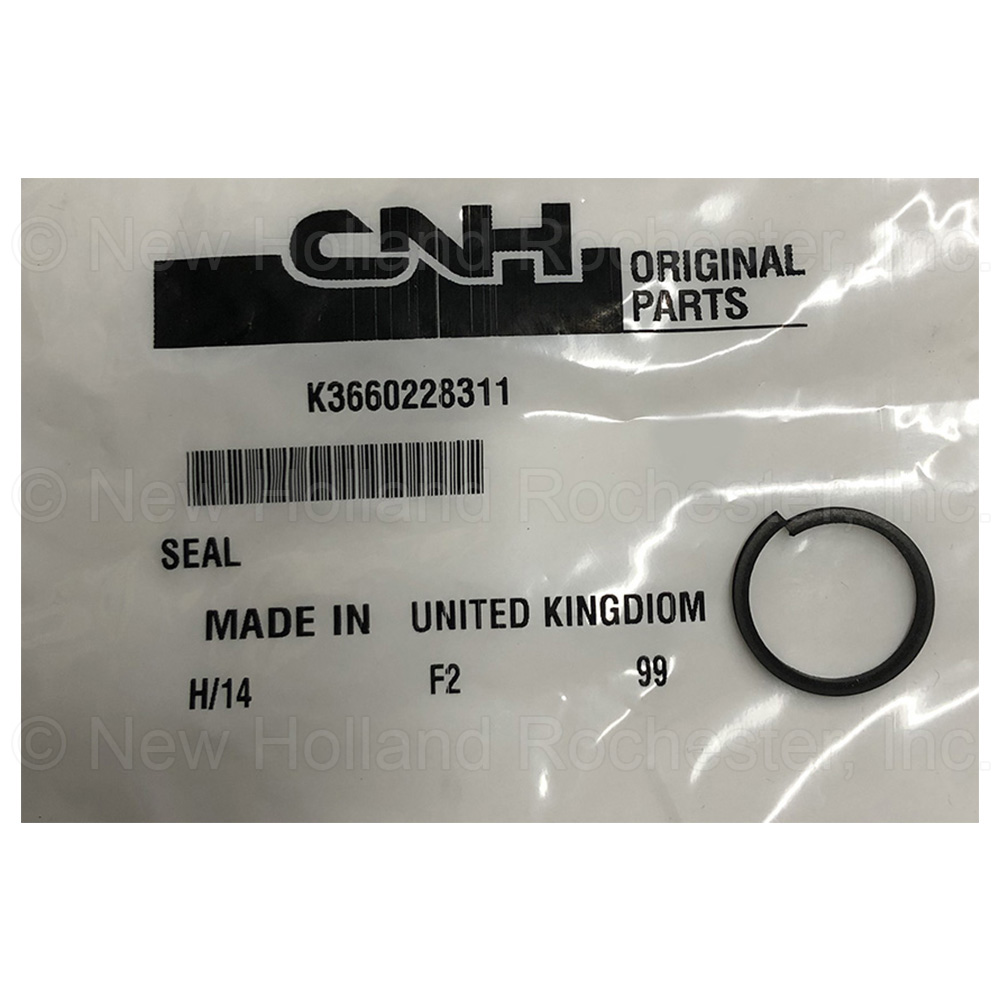 © New Holland Rochester, Inc.
CNH
ORIGINAL
PARTS
K3660228311
© New Holland Rochester, Inc.
SEAL
MADE IN UNITED KINGDIOM
H/14 F2 99
© New Holland Rochester, Inc.